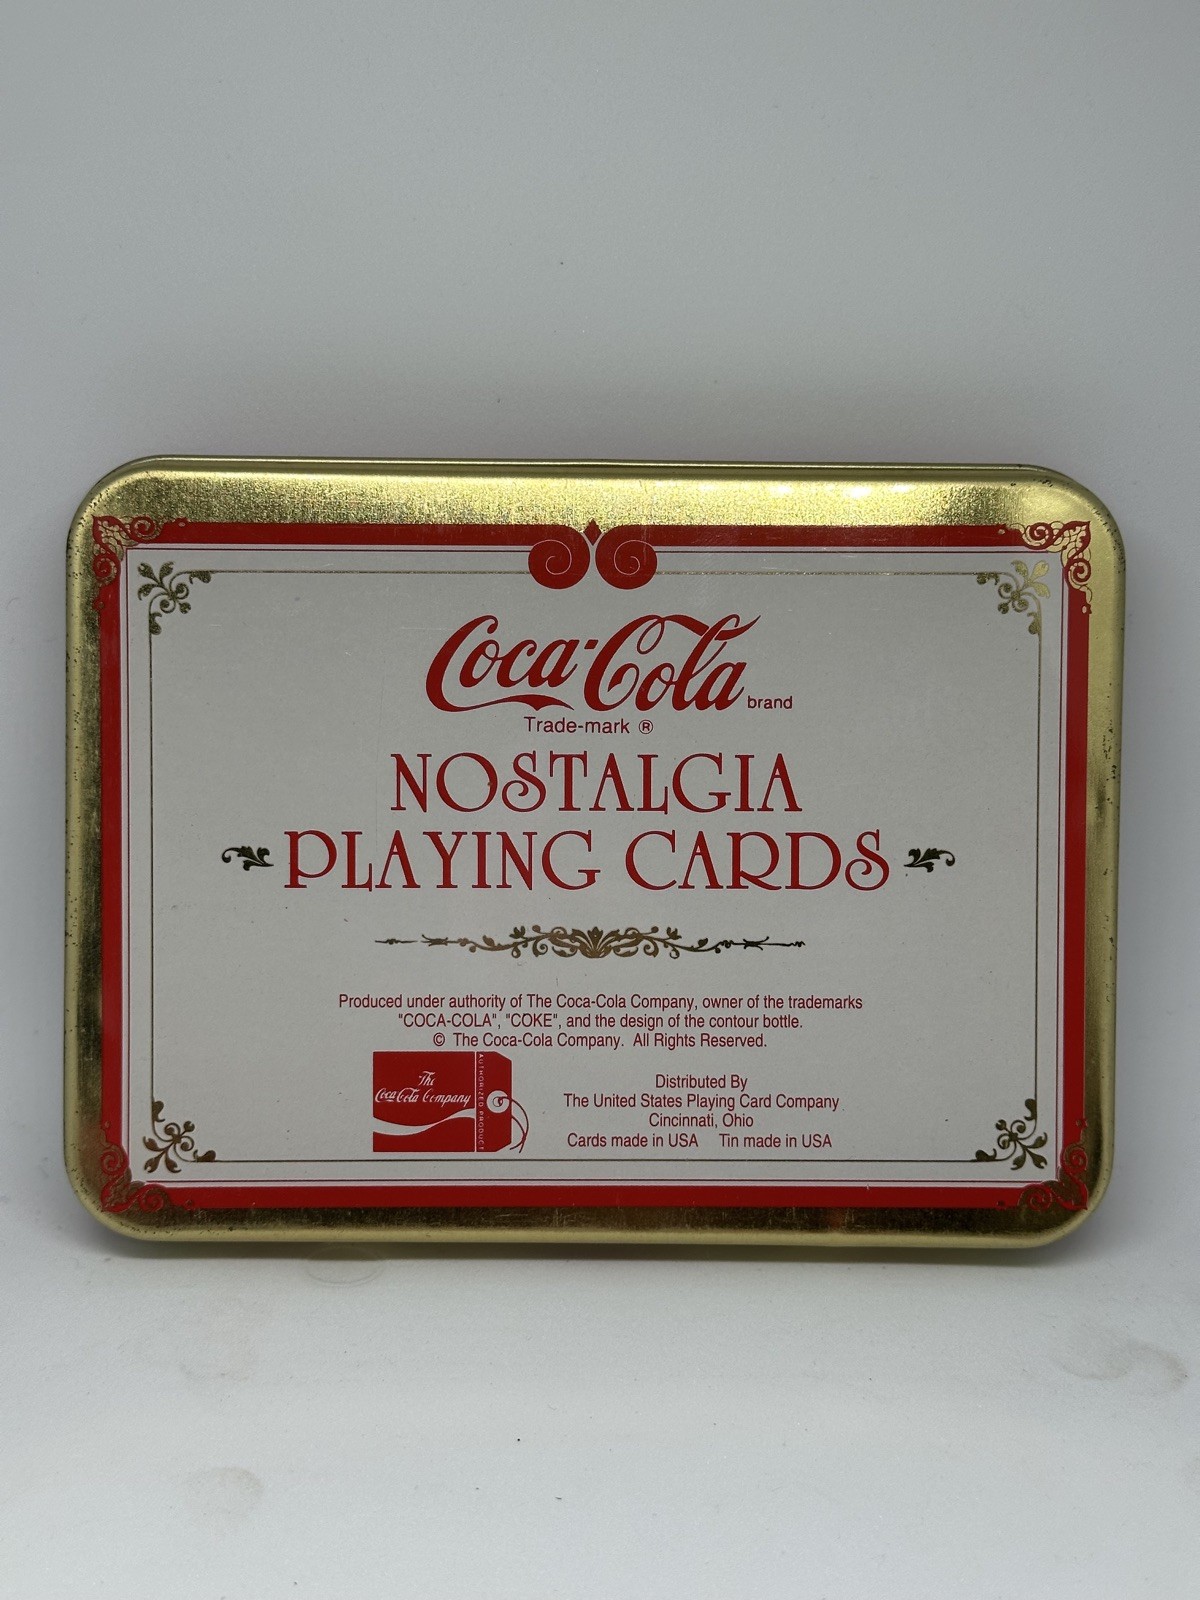 Coca-Cola brand
Trade-mark ®
NOSTALGIA
PLAYING CARDS
Produced under authority of The Coca-Cola Company, owner of the trademarks
"COCA-COLA", "COKE", and the design of the contour bottle.
© The Coca-Cola Company. All Rights Reserved.
The
Coca-Cola Company
AUTHORIZED PRODUCT
Distributed By
The United States Playing Card Company
Cincinnati, Ohio
Cards made in USA Tin made in USA